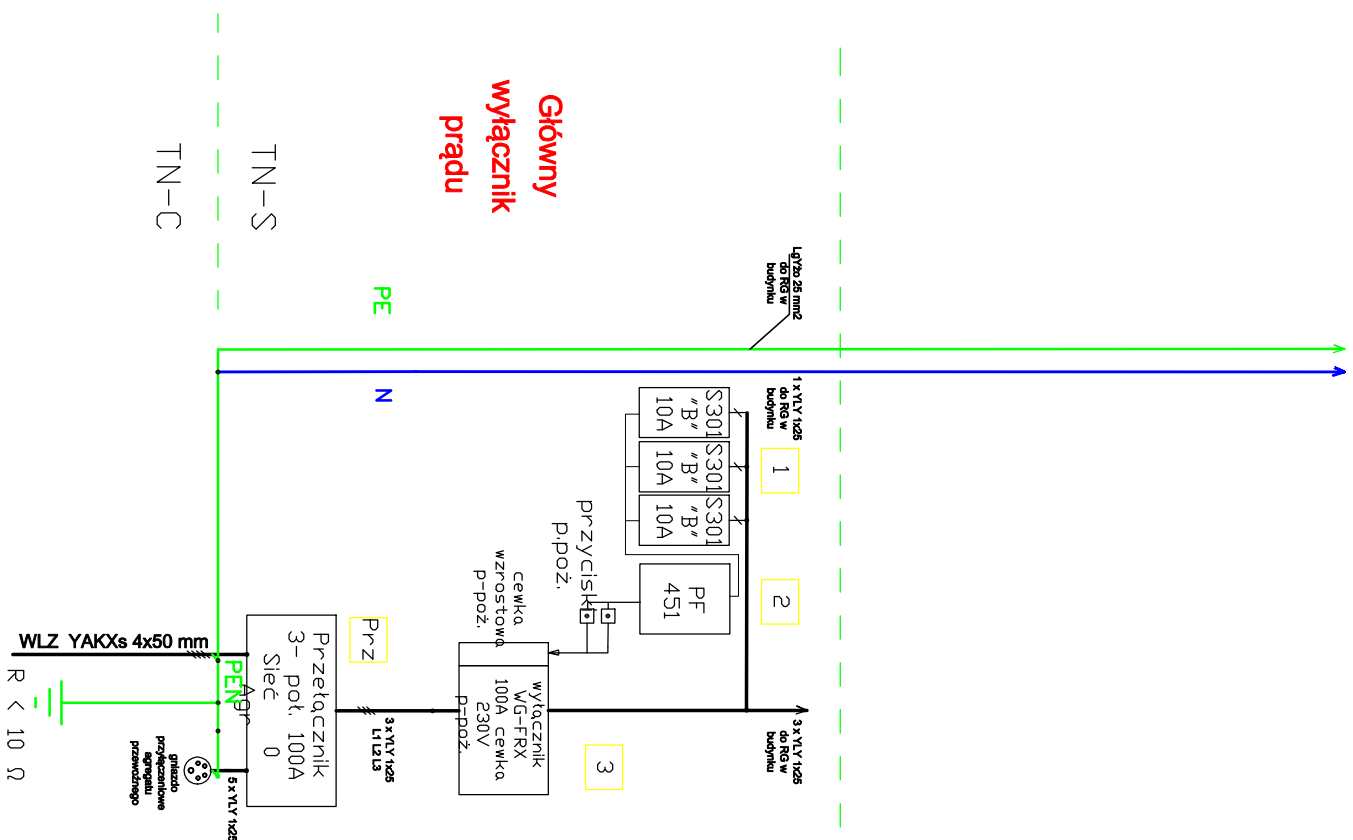 Główny
wyłącznik
prądu
TN-S
TN-C
PE
N
LgYżo 25 mm2
do RG w
budynku
1 x YLY 1x25
do RG w
budynku
S301
"B"
10A
S301
"B"
10A
S301
"B"
10A
1
PF
451
2
przycisk
p.poż.
cewka
wzrostowa
p-poż.
wyłącznik
WG-FRX
100A cewka
230V
p-poż.
3
3 x YLY 1x25
do RG w
budynku
3 x YLY 1x25
L1 L2 L3
Prz
Przełącznik
3- poł. 100A
Sieć 0
Agr
PEN
WLZ YAKXs 4x50 mm
R < 10 Ω
5 x YLY 1x25
gniazdo
przyłączeniowe
agregatu
przewoźnego